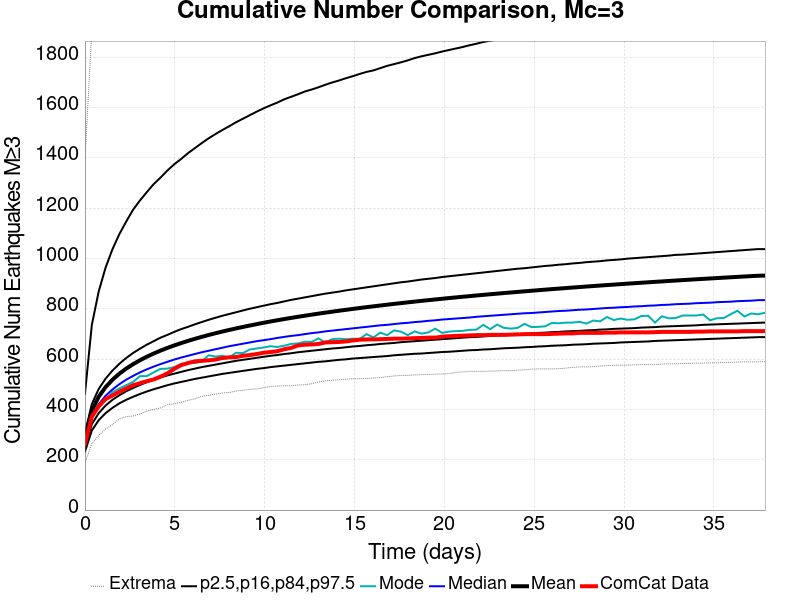 Cumulative Number Comparison, Mc=3
Cumulative Num Earthquakes M≥3
1800
1600
1400
1200
1000
800
600
400
200
0
0 5 10 15 20 25 30 35
Time (days)
Extrema p2.5,p16,p84,p97.5 Mode Median Mean ComCat Data